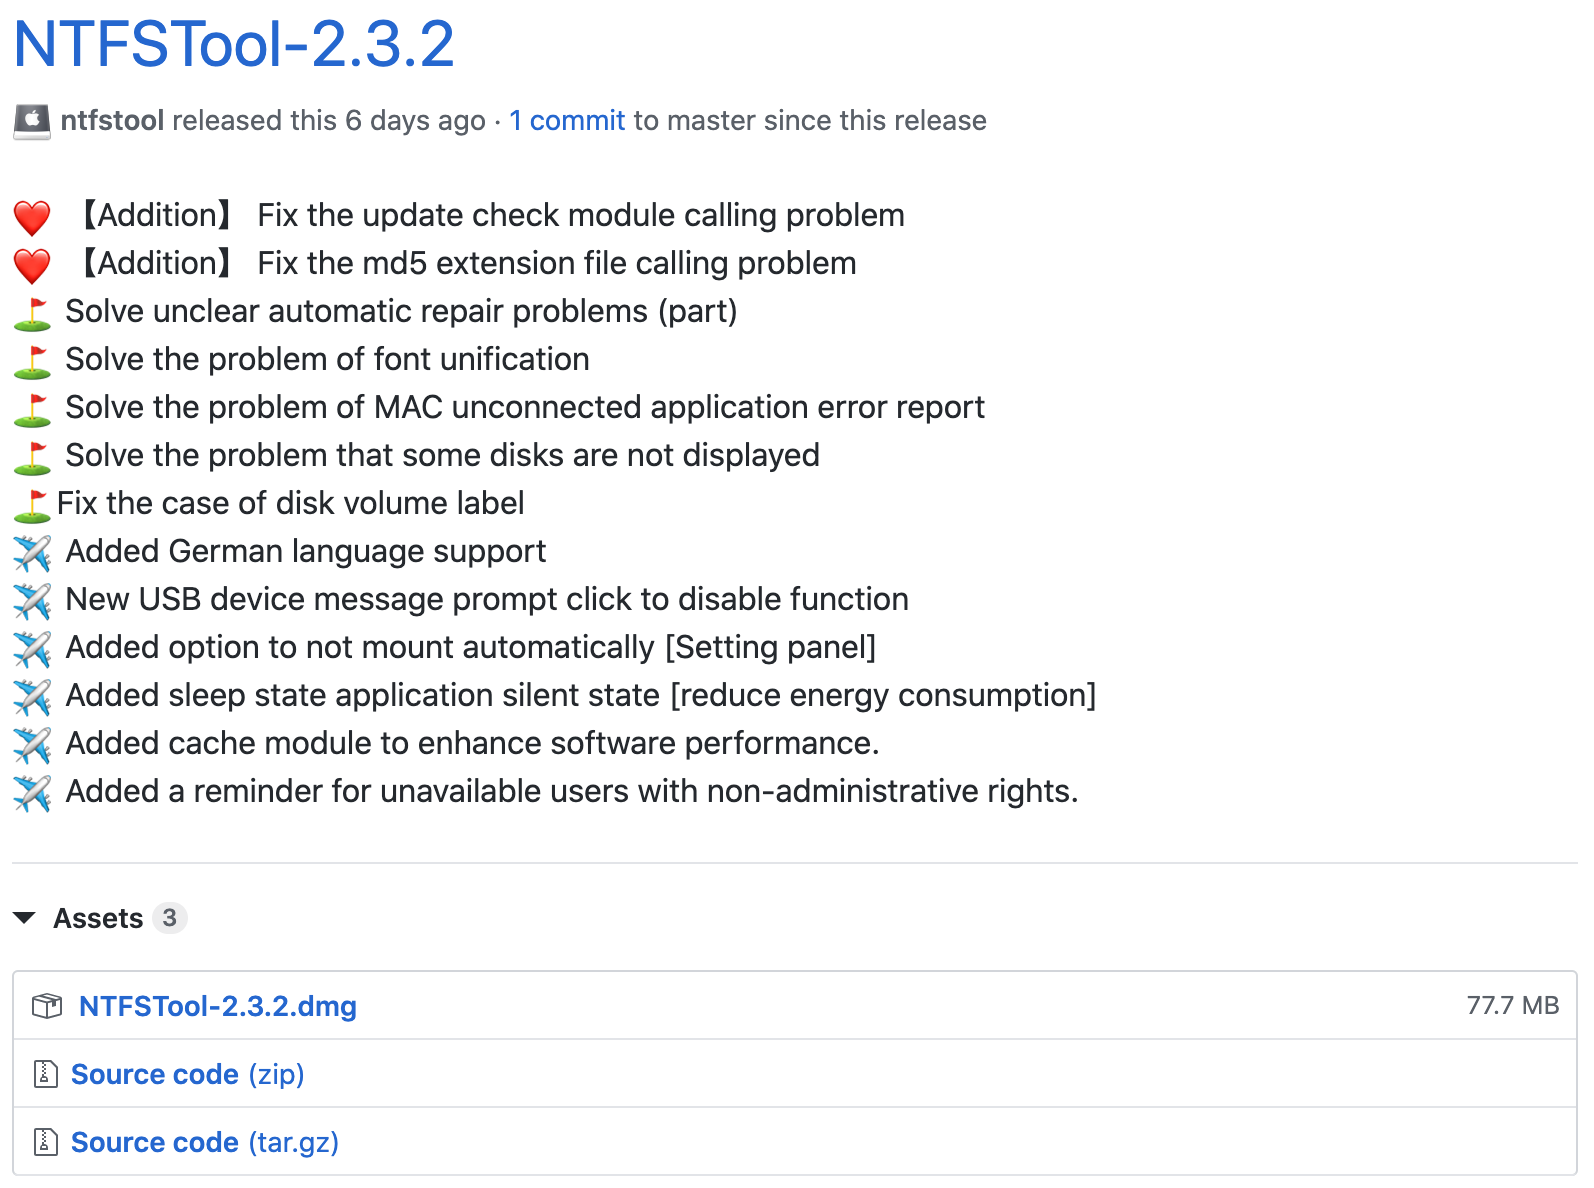 NTFSTool-2.3.2
ntfstool released this 6 days ago · 1 commit to master since this release
❤️ 【Addition】 Fix the update check module calling problem
❤️ 【Addition】 Fix the md5 extension file calling problem
⛳ Solve unclear automatic repair problems (part)
⛳ Solve the problem of font unification
⛳ Solve the problem of MAC unconnected application error report
⛳ Solve the problem that some disks are not displayed
⛳Fix the case of disk volume label
✈️ Added German language support
✈️ New USB device message prompt click to disable function
✈️ Added option to not mount automatically [Setting panel]
✈️ Added sleep state application silent state [reduce energy consumption]
✈️ Added cache module to enhance software performance.
✈️ Added a reminder for unavailable users with non-administrative rights.
Assets 3
NTFSTool-2.3.2.dmg 77.7 MB
Source code (zip)
Source code (tar.gz)